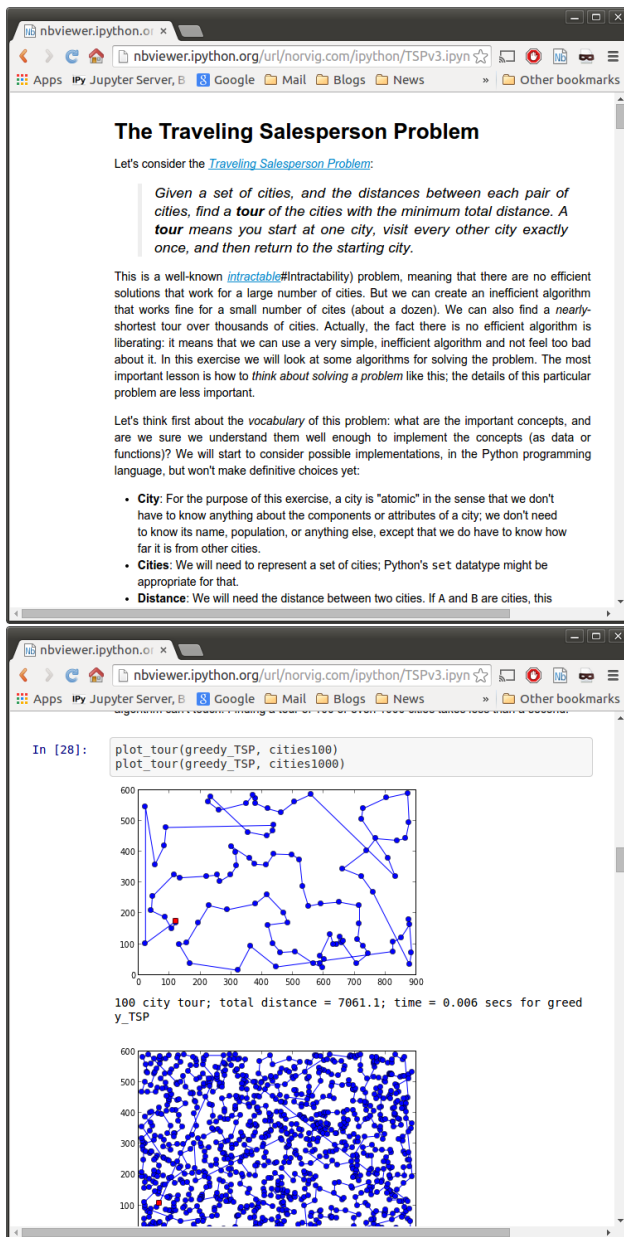 nbviewer.ipython.or ×
nbviewer.ipython.org/url/norvig.com/ipython/TSPv3.ipyn
Apps IPy Jupyter Server, B Google Mail Blogs News » Other bookmarks
The Traveling Salesperson Problem
Let's consider the Traveling Salesperson Problem:
Given a set of cities, and the distances between each pair of
cities, find a tour of the cities with the minimum total distance. A
tour means you start at one city, visit every other city exactly
once, and then return to the starting city.
This is a well-known intractable#Intractability) problem, meaning that there are no efficient
solutions that work for a large number of cities. But we can create an inefficient algorithm
that works fine for a small number of cites (about a dozen). We can also find a nearly-
shortest tour over thousands of cities. Actually, the fact there is no efficient algorithm is
liberating: it means that we can use a very simple, inefficient algorithm and not feel too bad
about it. In this exercise we will look at some algorithms for solving the problem. The most
important lesson is how to think about solving a problem like this; the details of this particular
problem are less important.
Let's think first about the vocabulary of this problem: what are the important concepts, and
are we sure we understand them well enough to implement the concepts (as data or
functions)? We will start to consider possible implementations, in the Python programming
language, but won't make definitive choices yet:
• City: For the purpose of this exercise, a city is "atomic" in the sense that we don't
have to know anything about the components or attributes of a city; we don't need
to know its name, population, or anything else, except that we do have to know how
far it is from other cities.
• Cities: We will need to represent a set of cities; Python's set datatype might be
appropriate for that.
• Distance: We will need the distance between two cities. If A and B are cities, this
nbviewer.ipython.or ×
nbviewer.ipython.org/url/norvig.com/ipython/TSPv3.ipyn
Apps IPy Jupyter Server, B Google Mail Blogs News » Other bookmarks
algorithm can't touch. Finding a tour of 100 or even 1000 cities takes less than a second.
In [28]:
plot_tour(greedy_TSP, cities100)
plot_tour(greedy_TSP, cities1000)
600
500
400
300
200
100
0
0 100 200 300 400 500 600 700 800 900
100 city tour; total distance = 7061.1; time = 0.006 secs for greed
y_TSP
600
500
400
300
200
100